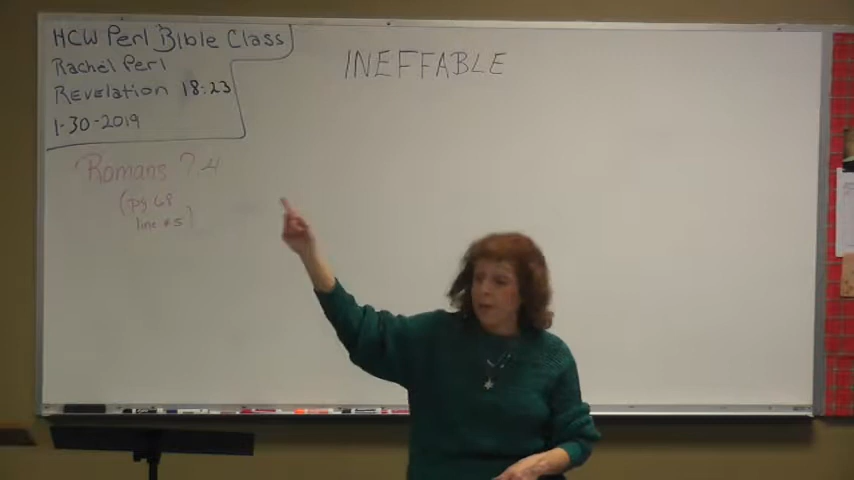 HCW Perl Bible Class
Rachel Perl
Revelation 18:23
1-30-2019
INEFFABLE
Romans 7:4
(pg 68
line #5)